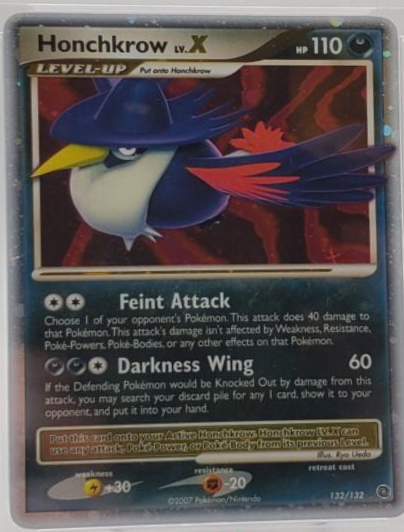 Honchkrow LV.X HP 110
LEVEL-UP Put onto Honchkrow
Feint Attack
Choose 1 of your opponent's Pokémon. This attack does 40 damage to
that Pokémon. This attack's damage isn't affected by Weakness, Resistance,
Poké-Powers, Poké-Bodies, or any other effects on that Pokémon.
Darkness Wing 60
If the Defending Pokémon would be Knocked Out by damage from this
attack, you may search your discard pile for any 1 card, show it to your
opponent, and put it into your hand.
Put this card onto your Active Honchkrow. Honchkrow LV.X can
use any attack, Poké-Power, or Poké-Body from its previous Level.
Illus. Ryo Ueda
weakness resistance retreat cost
+30 -20
©2007 Pokémon/Nintendo 132/132